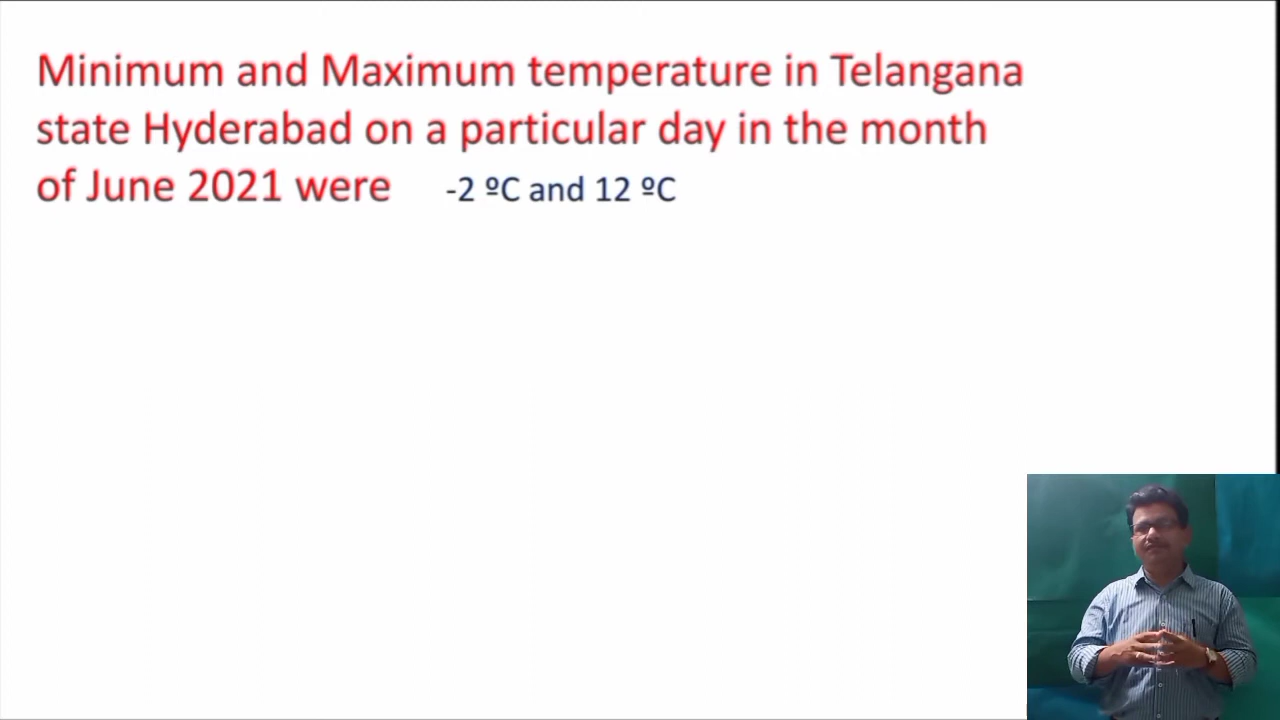 Minimum and Maximum temperature in Telangana
state Hyderabad on a particular day in the month
of June 2021 were -2 ºC and 12 ºC